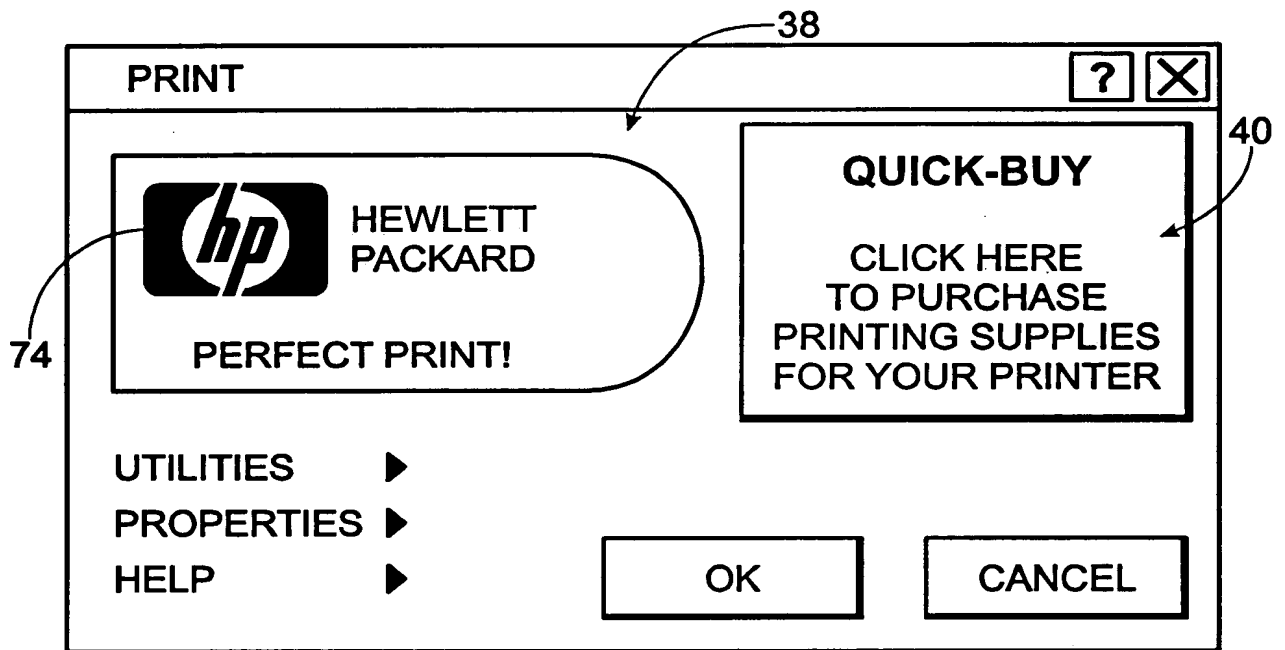 38
PRINT
?
40
hp
HEWLETT
PACKARD
PERFECT PRINT!
74
QUICK-BUY
CLICK HERE
TO PURCHASE
PRINTING SUPPLIES
FOR YOUR PRINTER
UTILITIES
PROPERTIES
HELP
OK
CANCEL